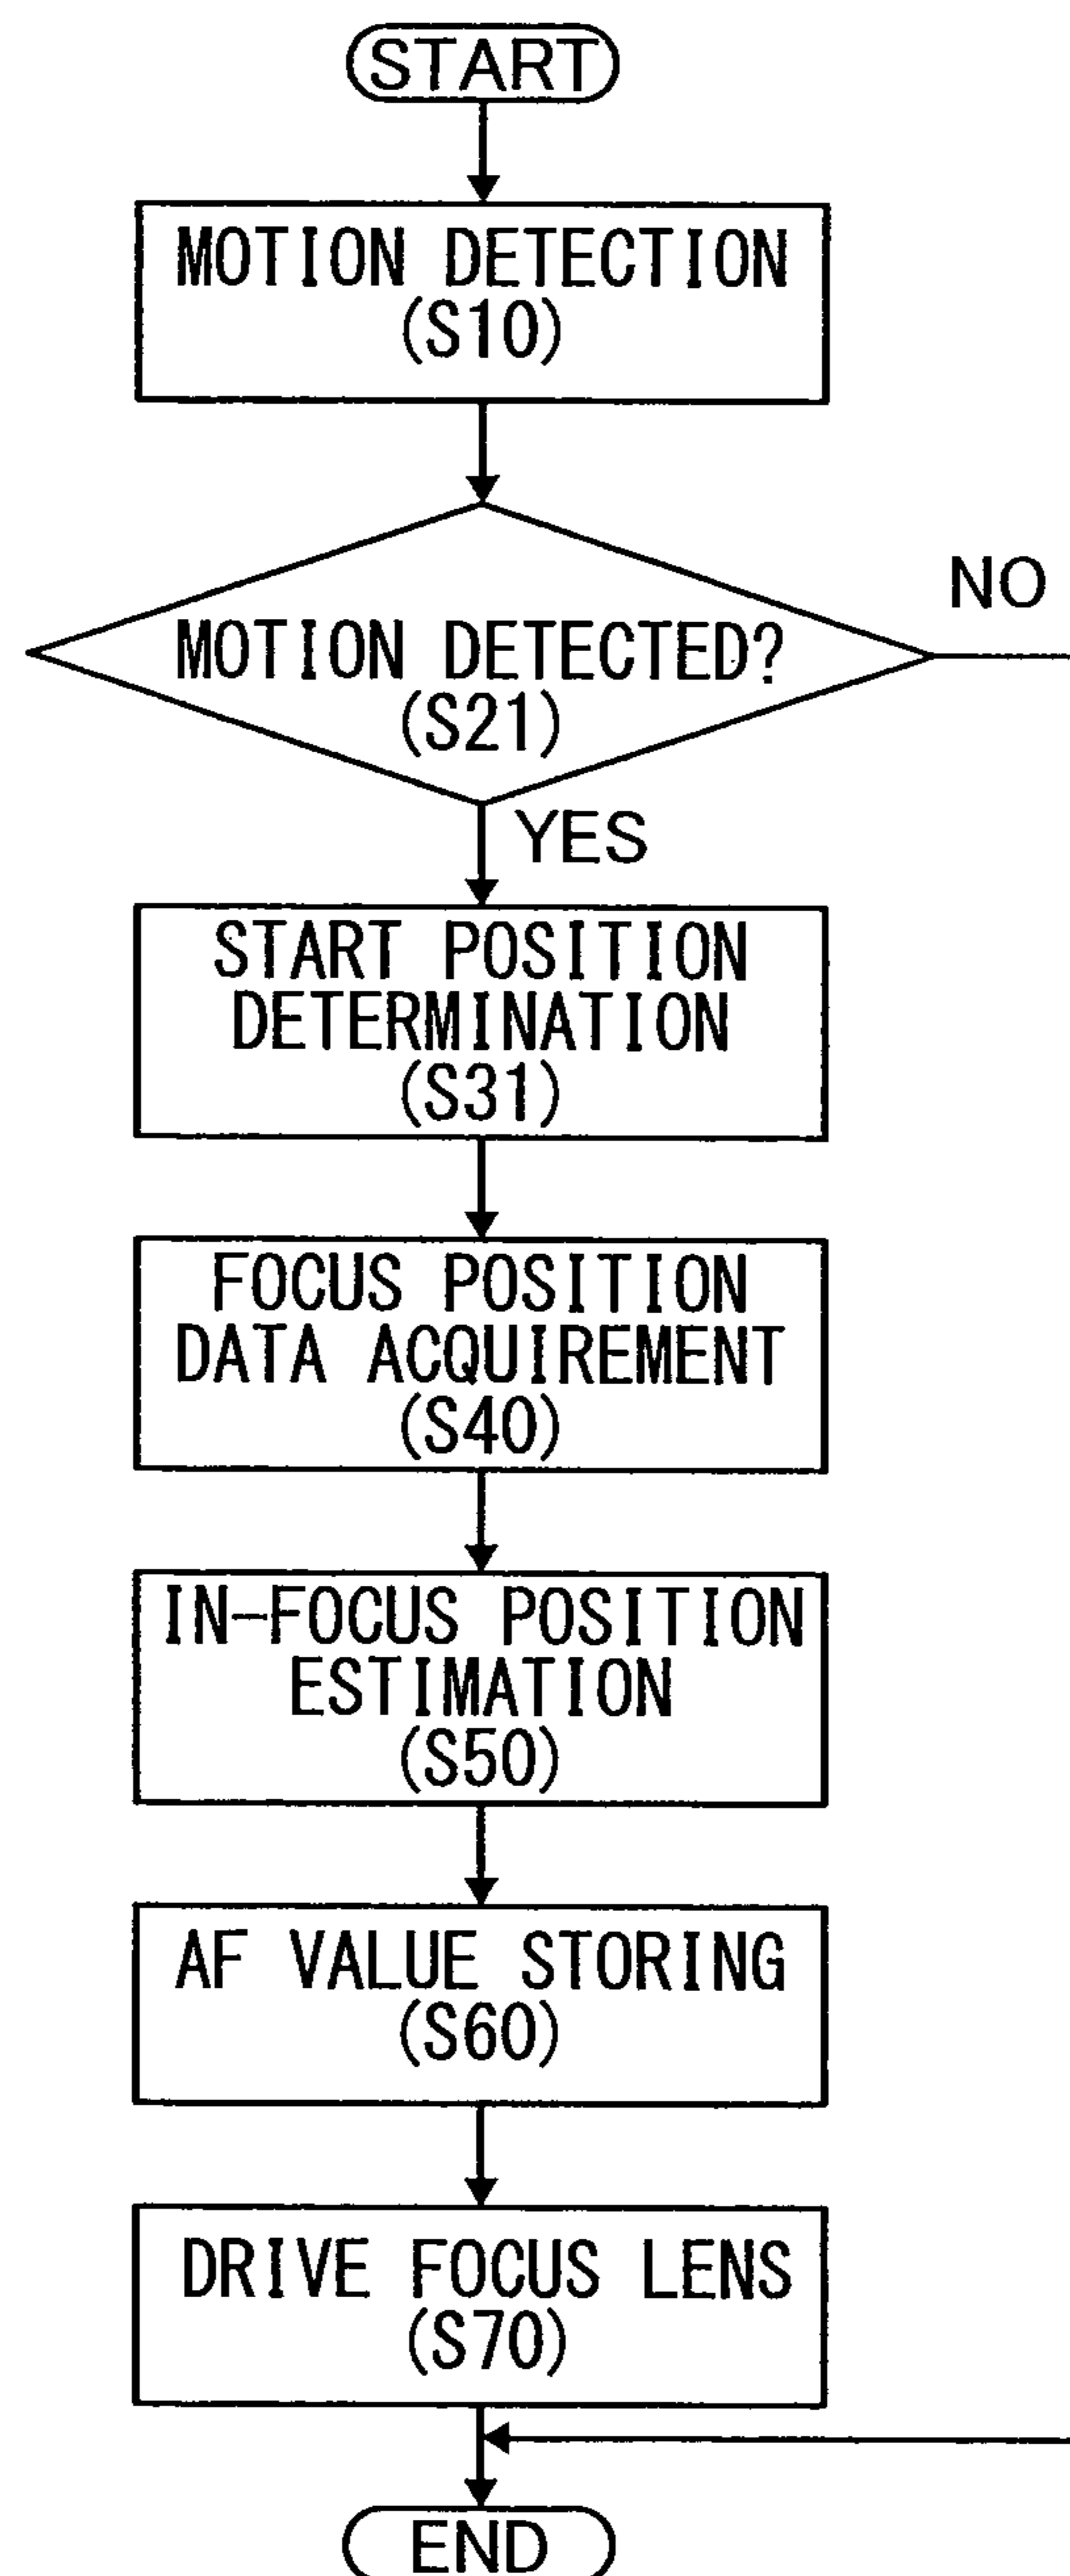 START
MOTION DETECTION
(S10)
NO
MOTION DETECTED?
(S21)
YES
START POSITION
DETERMINATION
(S31)
FOCUS POSITION
DATA ACQUIREMENT
(S40)
IN-FOCUS POSITION
ESTIMATION
(S50)
AF VALUE STORING
(S60)
DRIVE FOCUS LENS
(S70)
END